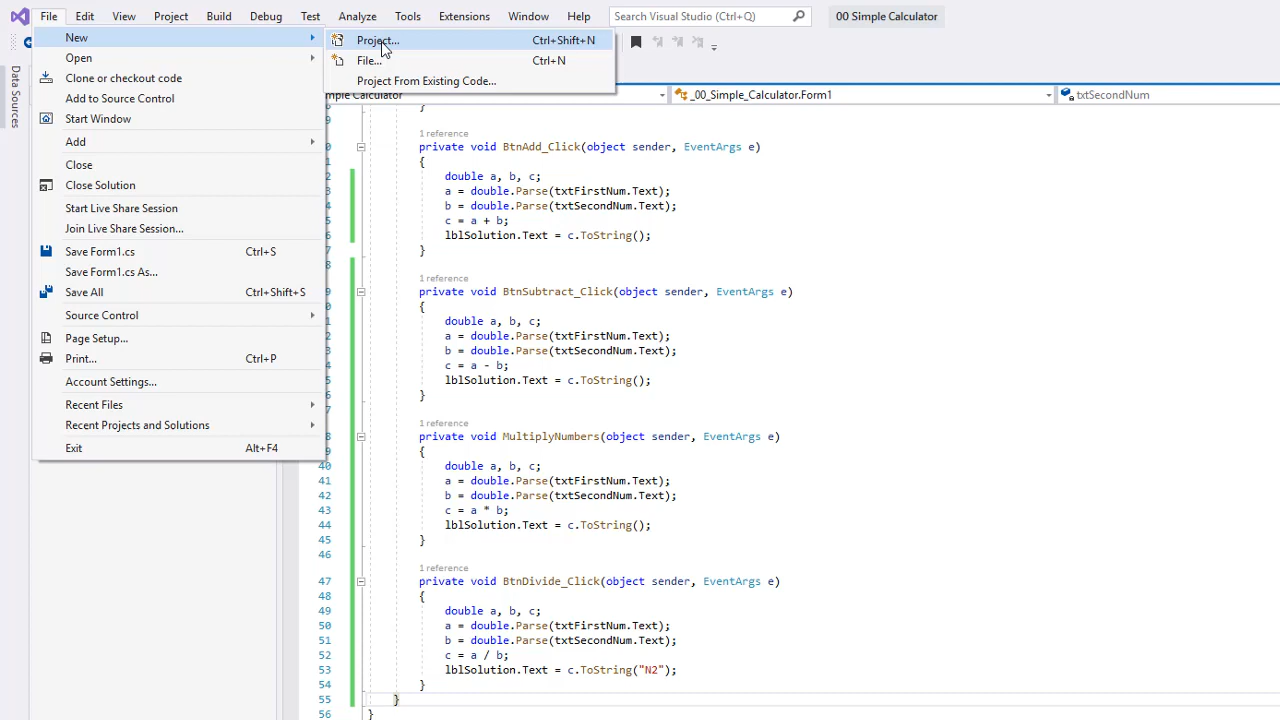 File Edit View Project Build Debug Test Analyze Tools Extensions Window Help Search Visual Studio (Ctrl+Q) 00 Simple Calculator
New
Open
Clone or checkout code
Add to Source Control
Start Window
Add
Close
Close Solution
Start Live Share Session
Join Live Share Session...
Save Form1.cs Ctrl+S
Save Form1.cs As...
Save All Ctrl+Shift+S
Source Control
Page Setup...
Print... Ctrl+P
Account Settings...
Recent Files
Recent Projects and Solutions
Exit Alt+F4
Project... Ctrl+Shift+N
File... Ctrl+N
Project From Existing Code...
Data Sources
Calculator _00_Simple_Calculator.Form1 txtSecondNum
}
1 reference
private void BtnAdd_Click(object sender, EventArgs e)
{
double a, b, c;
a = double.Parse(txtFirstNum.Text);
b = double.Parse(txtSecondNum.Text);
c = a + b;
lblSolution.Text = c.ToString();
}
1 reference
private void BtnSubtract_Click(object sender, EventArgs e)
{
double a, b, c;
a = double.Parse(txtFirstNum.Text);
b = double.Parse(txtSecondNum.Text);
c = a - b;
lblSolution.Text = c.ToString();
}
1 reference
private void MultiplyNumbers(object sender, EventArgs e)
{
40 double a, b, c;
41 a = double.Parse(txtFirstNum.Text);
42 b = double.Parse(txtSecondNum.Text);
43 c = a * b;
44 lblSolution.Text = c.ToString();
45 }
46
1 reference
47 private void BtnDivide_Click(object sender, EventArgs e)
48 {
49 double a, b, c;
50 a = double.Parse(txtFirstNum.Text);
51 b = double.Parse(txtSecondNum.Text);
52 c = a / b;
53 lblSolution.Text = c.ToString("N2");
54 }
55 }
56 }